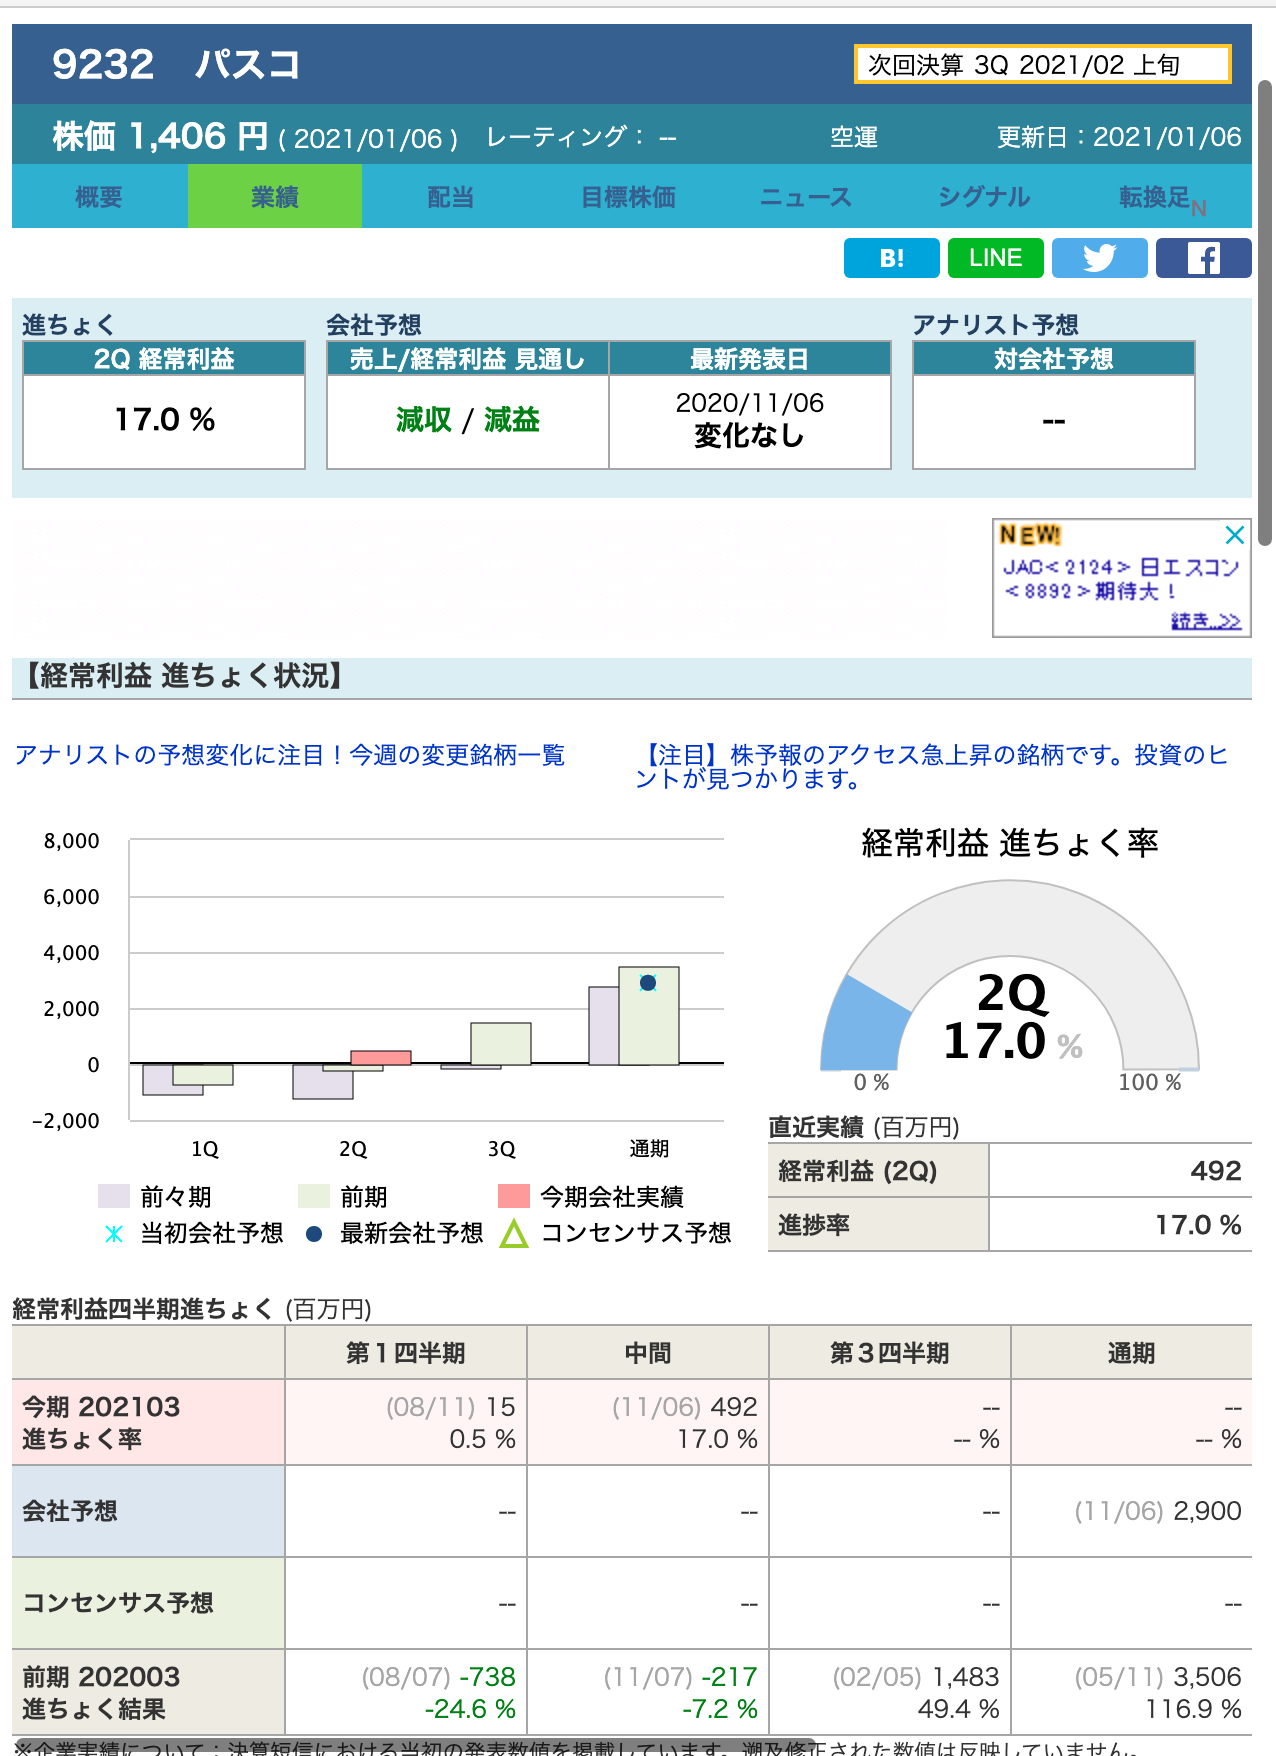 9232 パスコ
次回決算 3Q 2021/02 上旬
株価 1,406 円 ( 2021/01/06 ) レーティング： -- 空運 更新日：2021/01/06
概要 業績 配当 目標株価 ニュース シグナル 転換足N
B! LINE
進ちょく 会社予想 アナリスト予想
2Q 経常利益 売上/経常利益 見通し 最新発表日 対会社予想
17.0 % 減収 / 減益 2020/11/06 --
変化なし
NEW!
JAC<2124> 日エスコン
<8892>期待大！
続き..>>
【経常利益 進ちょく状況】
アナリストの予想変化に注目！今週の変更銘柄一覧
【注目】株予報のアクセス急上昇の銘柄です。投資のヒ
ントが見つかります。
8,000
6,000
4,000
2,000
0
-2,000
1Q 2Q 3Q 通期
前々期 前期 今期会社実績
当初会社予想 最新会社予想 コンセンサス予想
経常利益 進ちょく率
2Q
17.0 %
0 % 100 %
直近実績 (百万円)
経常利益 (2Q) 492
進捗率 17.0 %
経常利益四半期進ちょく (百万円)
第１四半期 中間 第３四半期 通期
今期 202103 (08/11) 15 (11/06) 492 -- --
進ちょく率 0.5 % 17.0 % -- % -- %
会社予想 -- -- -- (11/06) 2,900
コンセンサス予想 -- -- -- --
前期 202003 (08/07) -738 (11/07) -217 (02/05) 1,483 (05/11) 3,506
進ちょく結果 -24.6 % -7.2 % 49.4 % 116.9 %
※企業実績について：決算短信における当初の発表数値を掲載しています。遡及修正された数値は反映していません。